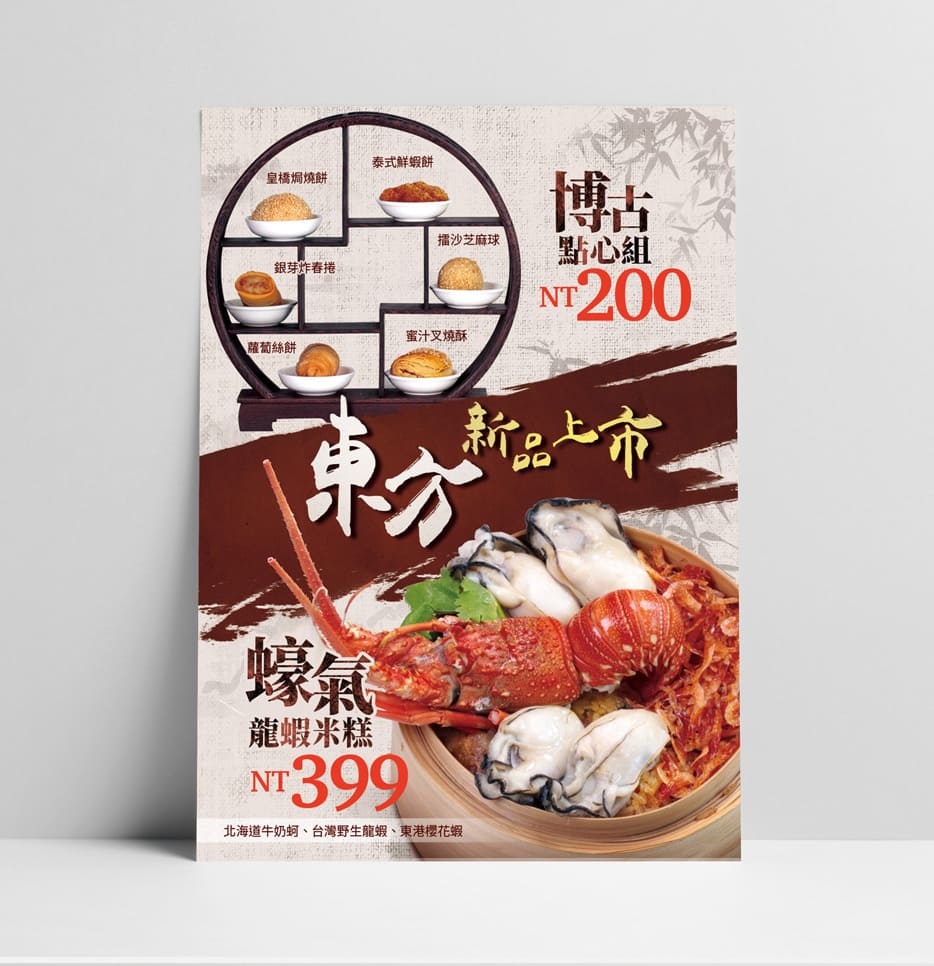 皇橋焗燒餅
泰式鮮蝦餅
擂沙芝麻球
銀芽炸春捲
蘿蔔絲餅
蜜汁叉燒酥
博古
點心組
NT200
東方
新品上市
蠔氣
龍蝦米糕
NT399
北海道牛奶蚵、台灣野生龍蝦、東港櫻花蝦